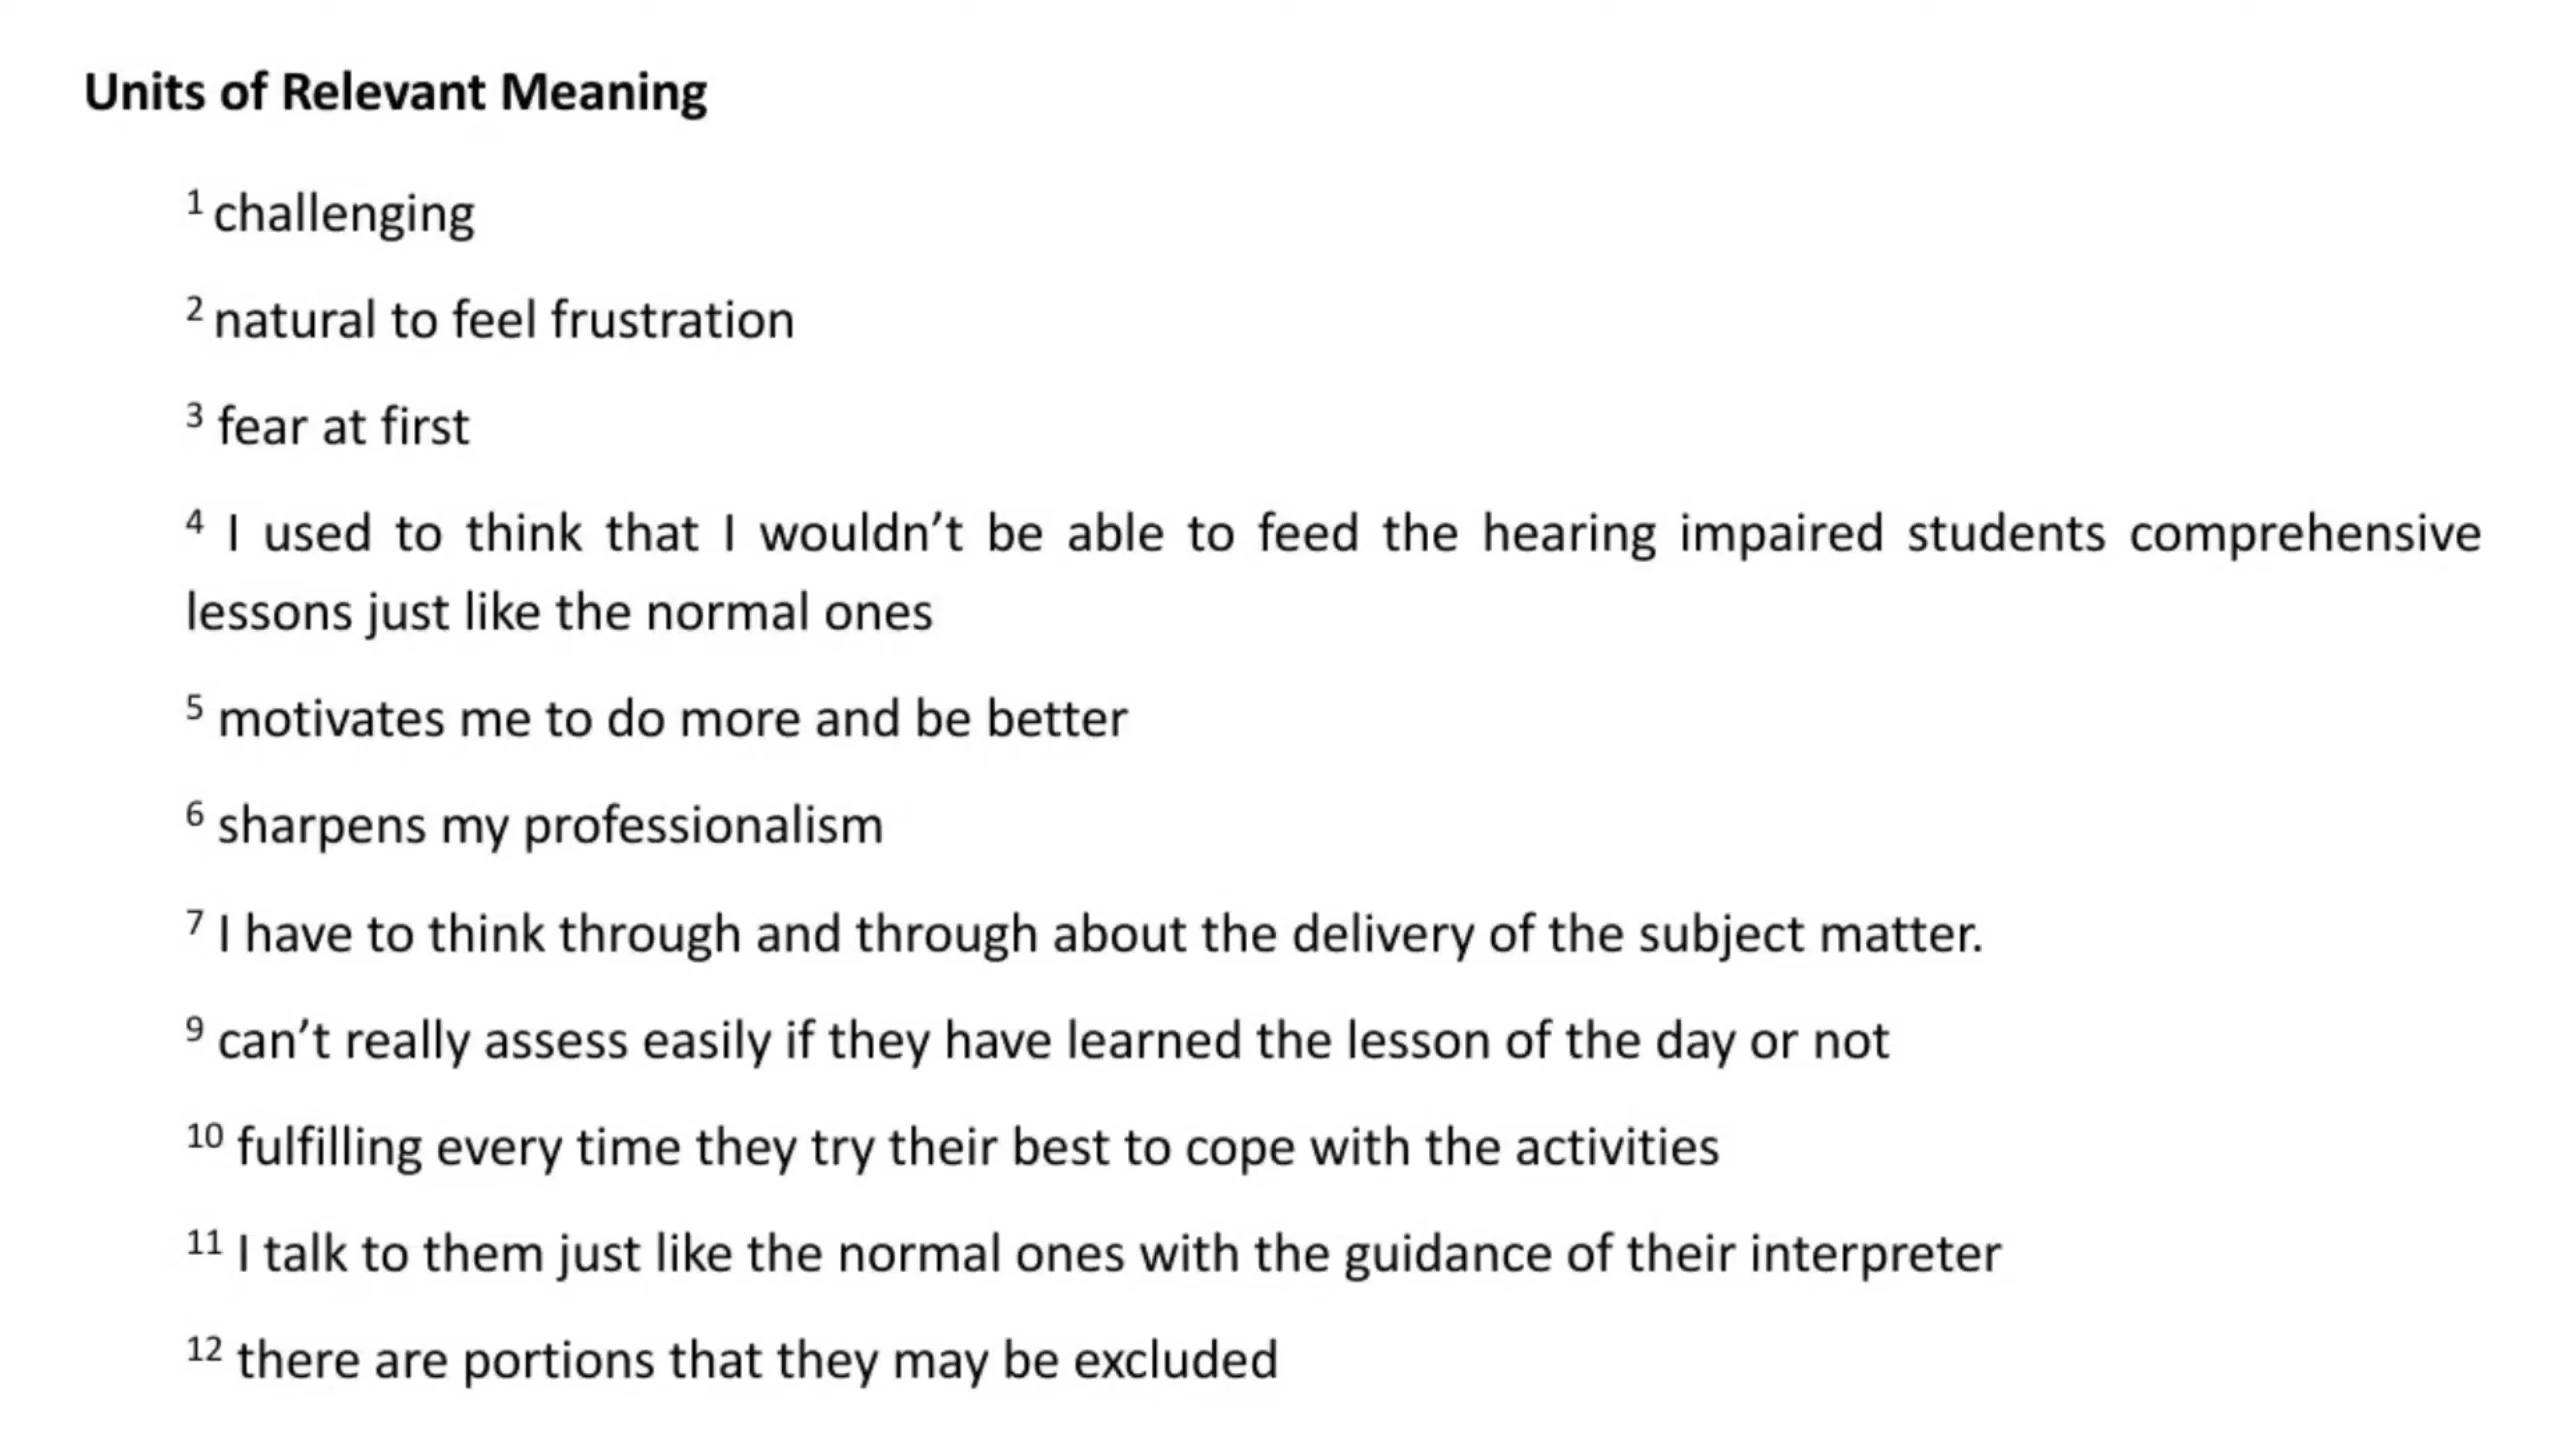 Units of Relevant Meaning
1 challenging
2 natural to feel frustration
3 fear at first
4 I used to think that I wouldn’t be able to feed the hearing impaired students comprehensive
lessons just like the normal ones
5 motivates me to do more and be better
6 sharpens my professionalism
7 I have to think through and through about the delivery of the subject matter.
9 can’t really assess easily if they have learned the lesson of the day or not
10 fulfilling every time they try their best to cope with the activities
11 I talk to them just like the normal ones with the guidance of their interpreter
12 there are portions that they may be excluded